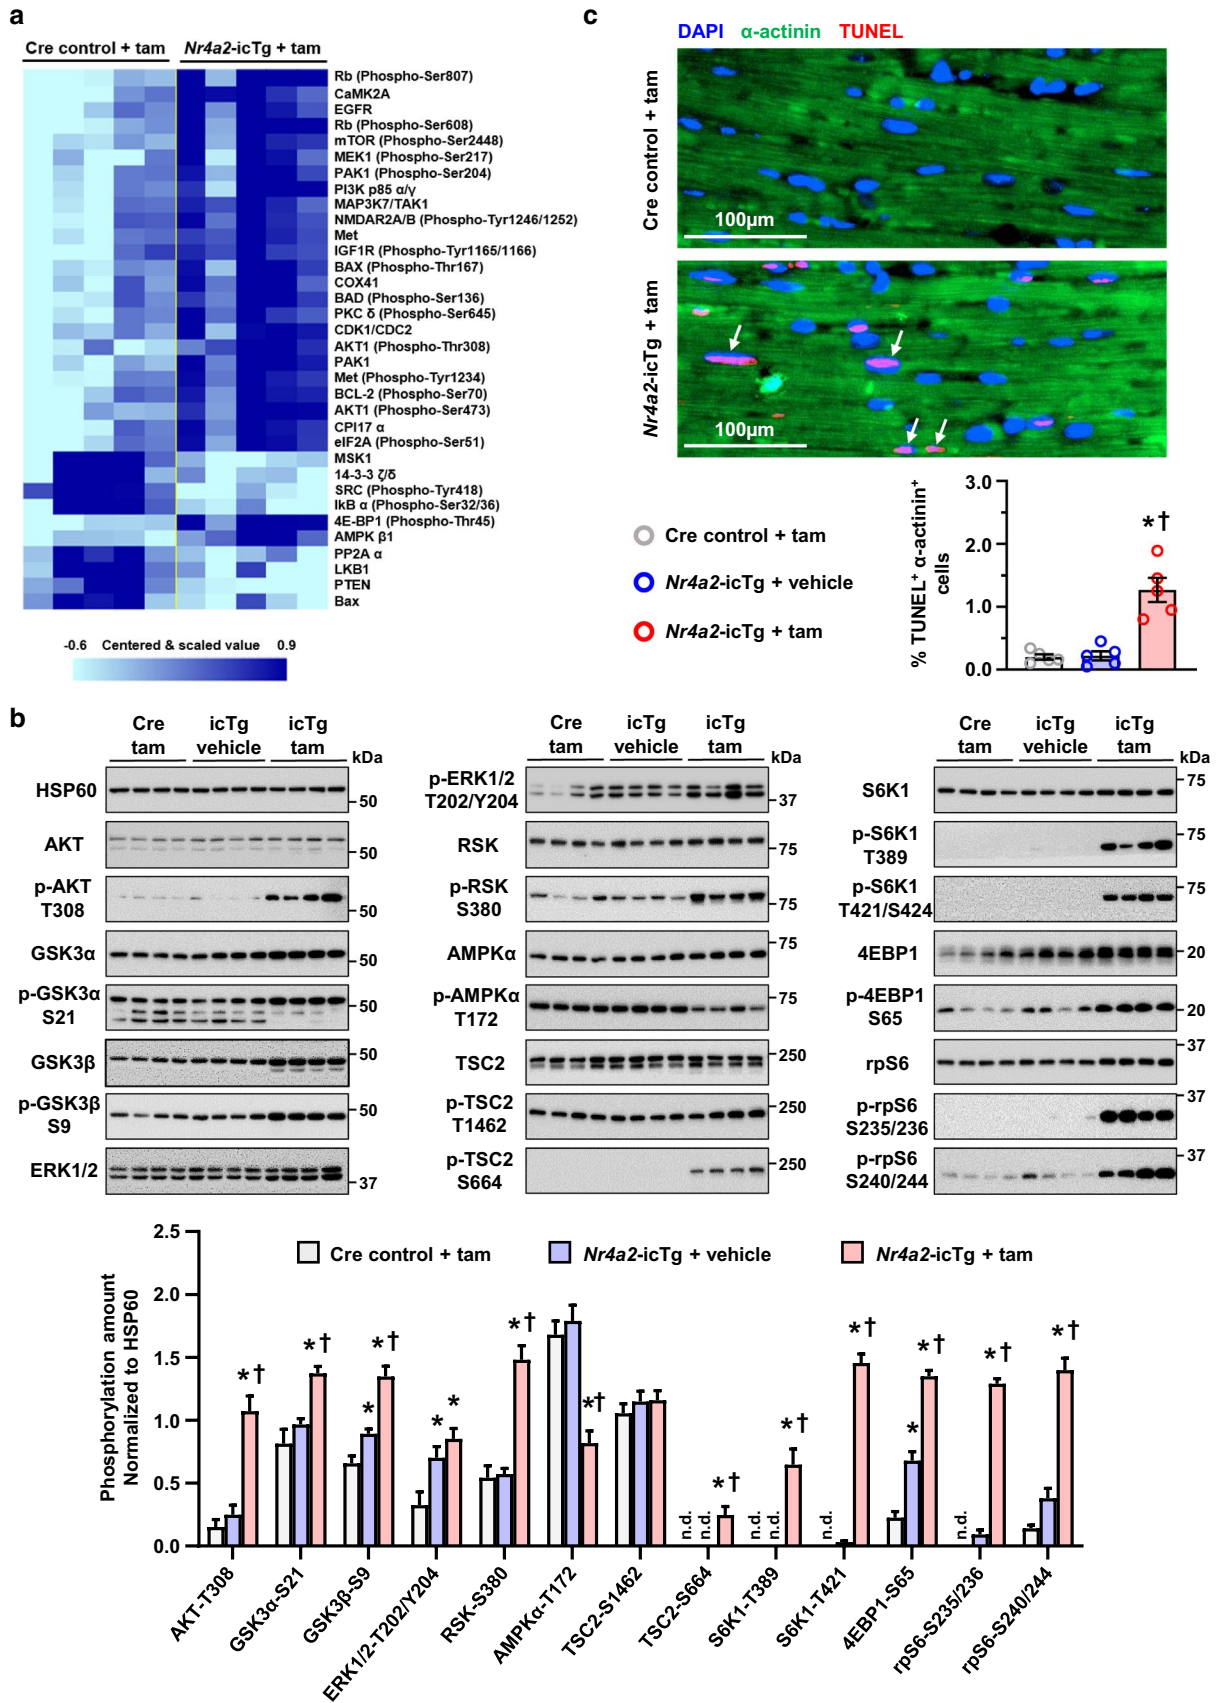 a
Cre control + tam
Nr4a2-icTg + tam
Rb (Phospho-Ser807)
CaMK2A
EGFR
Rb (Phospho-Ser608)
mTOR (Phospho-Ser2448)
MEK1 (Phospho-Ser217)
PAK1 (Phospho-Ser204)
PI3K p85 α/γ
MAP3K7/TAK1
NMDAR2A/B (Phospho-Tyr1246/1252)
Met
IGF1R (Phospho-Tyr1165/1166)
BAX (Phospho-Thr167)
COX41
BAD (Phospho-Ser136)
PKC δ (Phospho-Ser645)
CDK1/CDC2
AKT1 (Phospho-Thr308)
PAK1
Met (Phospho-Tyr1234)
BCL-2 (Phospho-Ser70)
AKT1 (Phospho-Ser473)
CPI17 α
eIF2A (Phospho-Ser51)
MSK1
14-3-3 ζ/δ
SRC (Phospho-Tyr418)
IkB α (Phospho-Ser32/36)
4E-BP1 (Phospho-Thr45)
AMPK β1
PP2A α
LKB1
PTEN
Bax
-0.6 Centered & scaled value 0.9
c
DAPI α-actinin TUNEL
Cre control + tam
100μm
Nr4a2-icTg + tam
100μm
Cre control + tam
Nr4a2-icTg + vehicle
Nr4a2-icTg + tam
% TUNEL+ α-actinin+
cells
3.0
2.0
1.0
0.0
*†
b
Cre
tam
icTg
vehicle
icTg
tam
kDa
HSP60
50
AKT
50
p-AKT
T308
50
GSK3α
50
p-GSK3α
S21
50
GSK3β
50
p-GSK3β
S9
50
ERK1/2
37
Cre
tam
icTg
vehicle
icTg
tam
kDa
p-ERK1/2
T202/Y204
37
RSK
75
p-RSK
S380
75
AMPKα
75
p-AMPKα
T172
75
TSC2
250
p-TSC2
T1462
250
p-TSC2
S664
250
Cre
tam
icTg
vehicle
icTg
tam
kDa
S6K1
75
p-S6K1
T389
75
p-S6K1
T421/S424
75
4EBP1
20
p-4EBP1
S65
20
rpS6
37
p-rpS6
S235/236
37
p-rpS6
S240/244
37
Phosphorylation amount
Normalized to HSP60
2.5
2.0
1.5
1.0
0.5
0.0
Cre control + tam
Nr4a2-icTg + vehicle
Nr4a2-icTg + tam
*†
*†
*
*†
*
*
*†
*†
n.d.
n.d.
*†
n.d.
n.d.
*†
n.d.
*†
*
*†
n.d.
*†
*†
AKT-T308
GSK3α-S21
GSK3β-S9
ERK1/2-T202/Y204
RSK-S380
AMPKα-T172
TSC2-S1462
TSC2-S664
S6K1-T389
S6K1-T421
4EBP1-S65
rpS6-S235/236
rpS6-S240/244